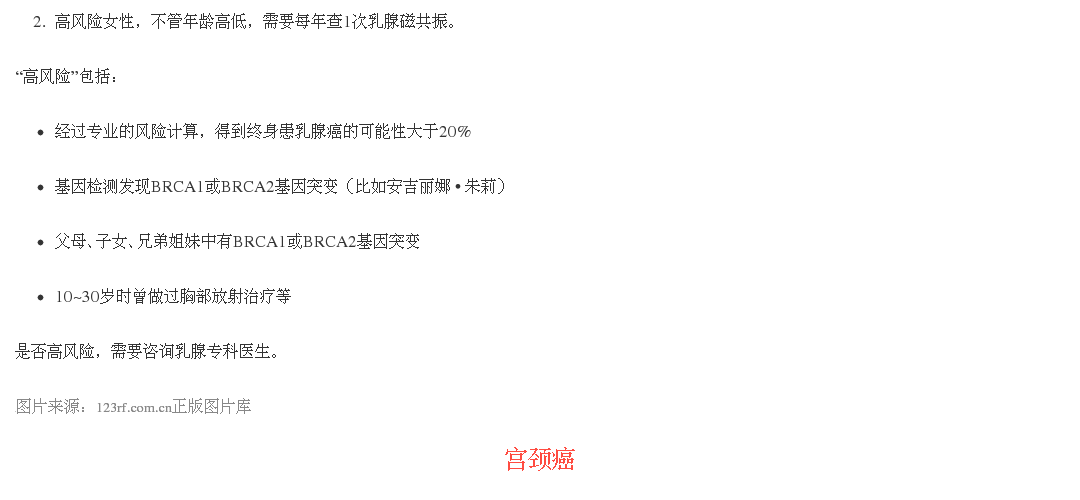 2. 高风险女性，不管年龄高低，需要每年查1次乳腺磁共振。
“高风险”包括：
• 经过专业的风险计算，得到终身患乳腺癌的可能性大于20%
• 基因检测发现BRCA1或BRCA2基因突变（比如安吉丽娜•朱莉）
• 父母、子女、兄弟姐妹中有BRCA1或BRCA2基因突变
• 10~30岁时曾做过胸部放射治疗等
是否高风险，需要咨询乳腺专科医生。
图片来源：123rf.com.cn正版图片库
宫颈癌